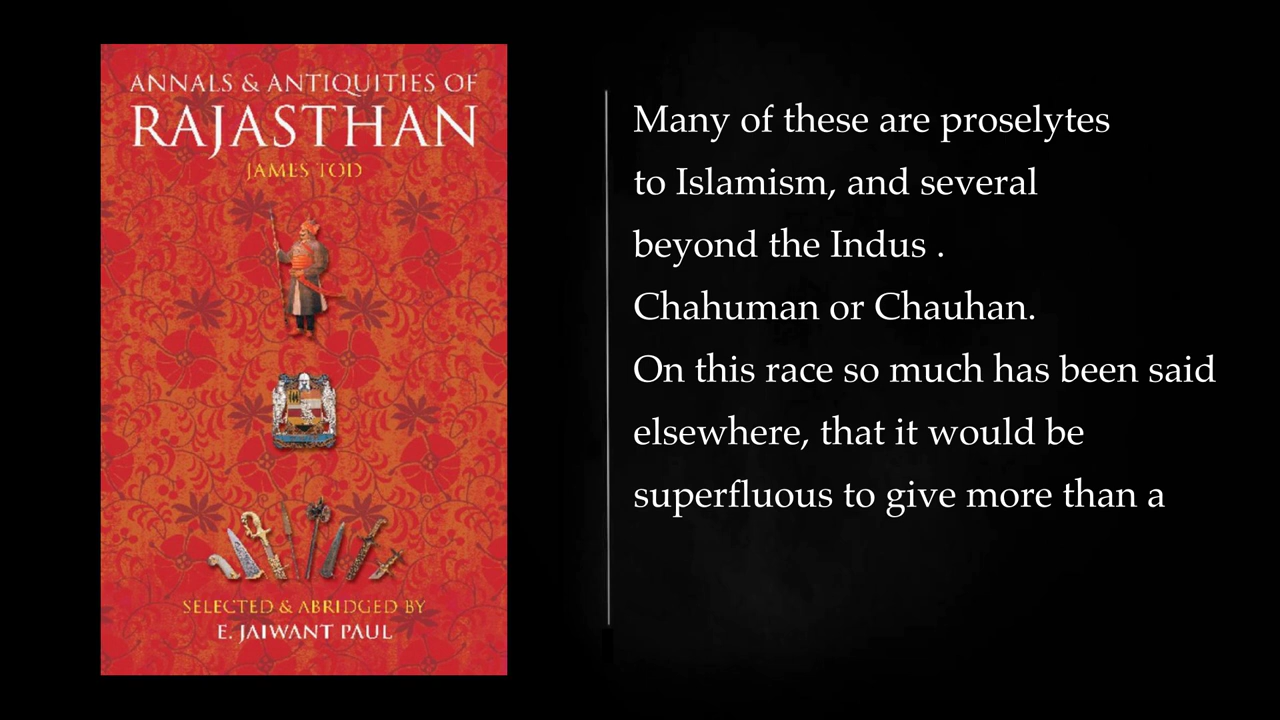 ANNALS & ANTIQUITIES OF
RAJASTHAN
JAMES TOD
SELECTED & ABRIDGED BY
E. JAIWANT PAUL
Many of these are proselytes
to Islamism, and several
beyond the Indus .
Chahuman or Chauhan.
On this race so much has been said
elsewhere, that it would be
superfluous to give more than a